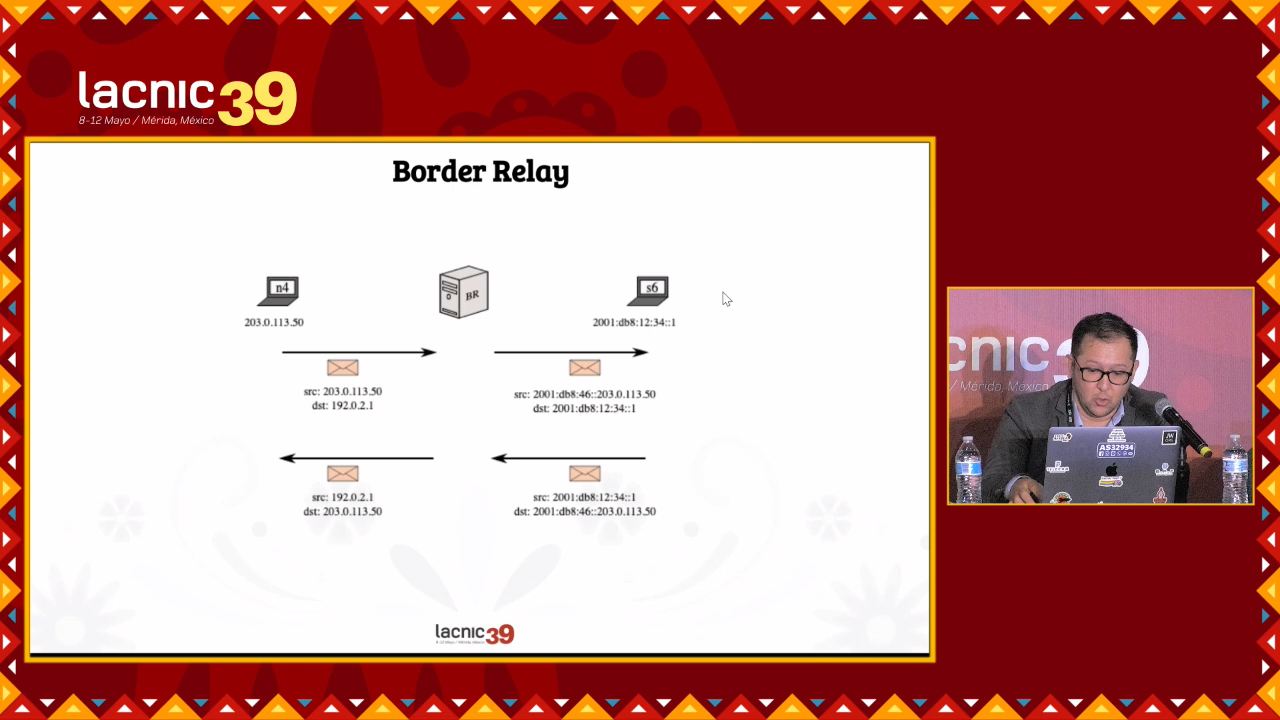 lacnic39
8-12 Mayo / Mérida, México
Border Relay
n4
BR
s6
203.0.113.50
2001:db8:12:34::1
src: 203.0.113.50
dst: 192.0.2.1
src: 2001:db8:46::203.0.113.50
dst: 2001:db8:12:34::1
src: 192.0.2.1
dst: 203.0.113.50
src: 2001:db8:12:34::1
dst: 2001:db8:46::203.0.113.50
lacnic39
cnic
/ Mérida, México
AS32934